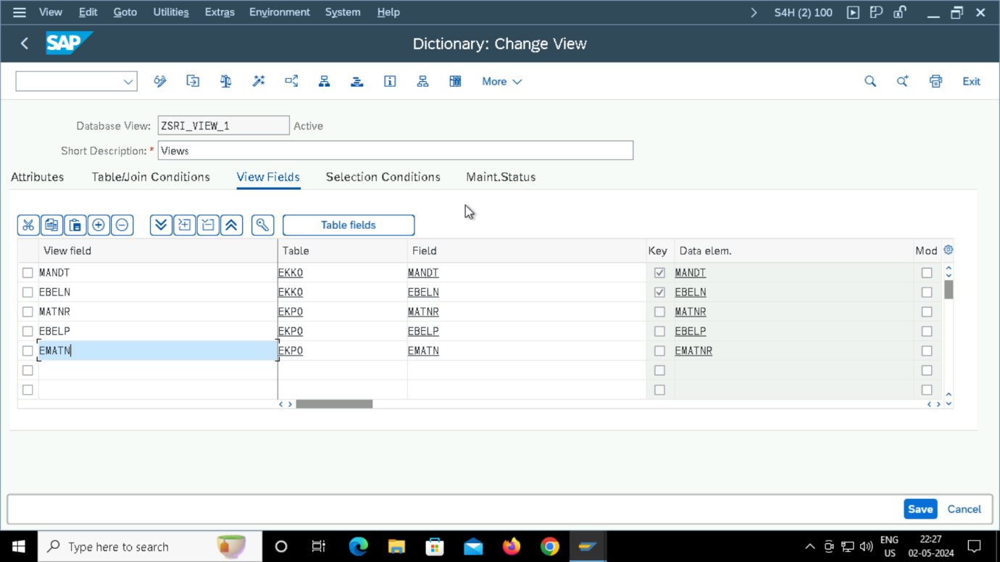 View Edit Goto Utilities Extras Environment System Help S4H (2) 100
SAP Dictionary: Change View
More Exit
Database View: ZSRI_VIEW_1 Active
Short Description: * Views
Attributes Table/Join Conditions View Fields Selection Conditions Maint.Status
Table fields
View field Table Field Key Data elem. Mod
MANDT EKKO MANDT MANDT
EBELN EKKO EBELN EBELN
MATNR EKPO MATNR MATNR
EBELP EKPO EBELP EBELP
EMATN EKPO EMATN EMATNR
Save Cancel
Type here to search ENG 22:27
US 02-05-2024